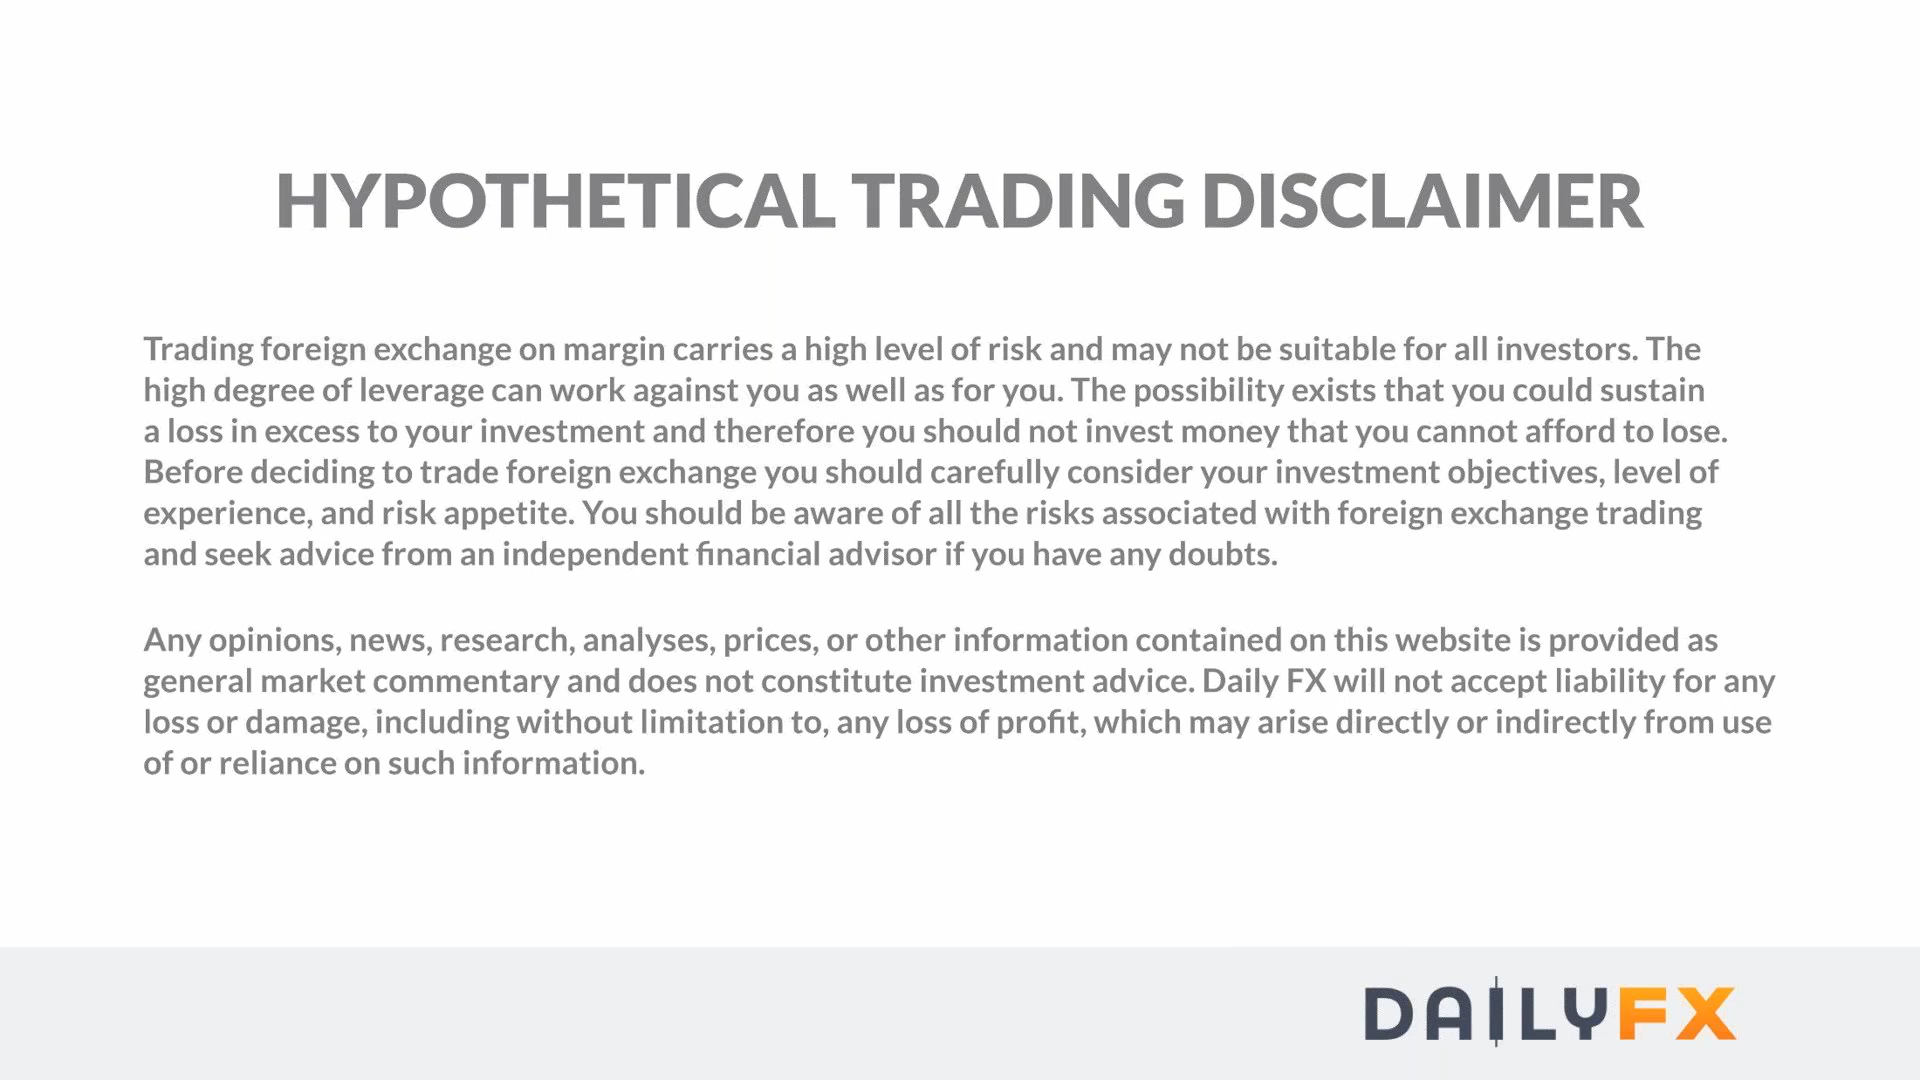 HYPOTHETICAL TRADING DISCLAIMER
Trading foreign exchange on margin carries a high level of risk and may not be suitable for all investors. The
high degree of leverage can work against you as well as for you. The possibility exists that you could sustain
a loss in excess to your investment and therefore you should not invest money that you cannot afford to lose.
Before deciding to trade foreign exchange you should carefully consider your investment objectives, level of
experience, and risk appetite. You should be aware of all the risks associated with foreign exchange trading
and seek advice from an independent financial advisor if you have any doubts.
Any opinions, news, research, analyses, prices, or other information contained on this website is provided as
general market commentary and does not constitute investment advice. Daily FX will not accept liability for any
loss or damage, including without limitation to, any loss of profit, which may arise directly or indirectly from use
of or reliance on such information.
DAILYFX